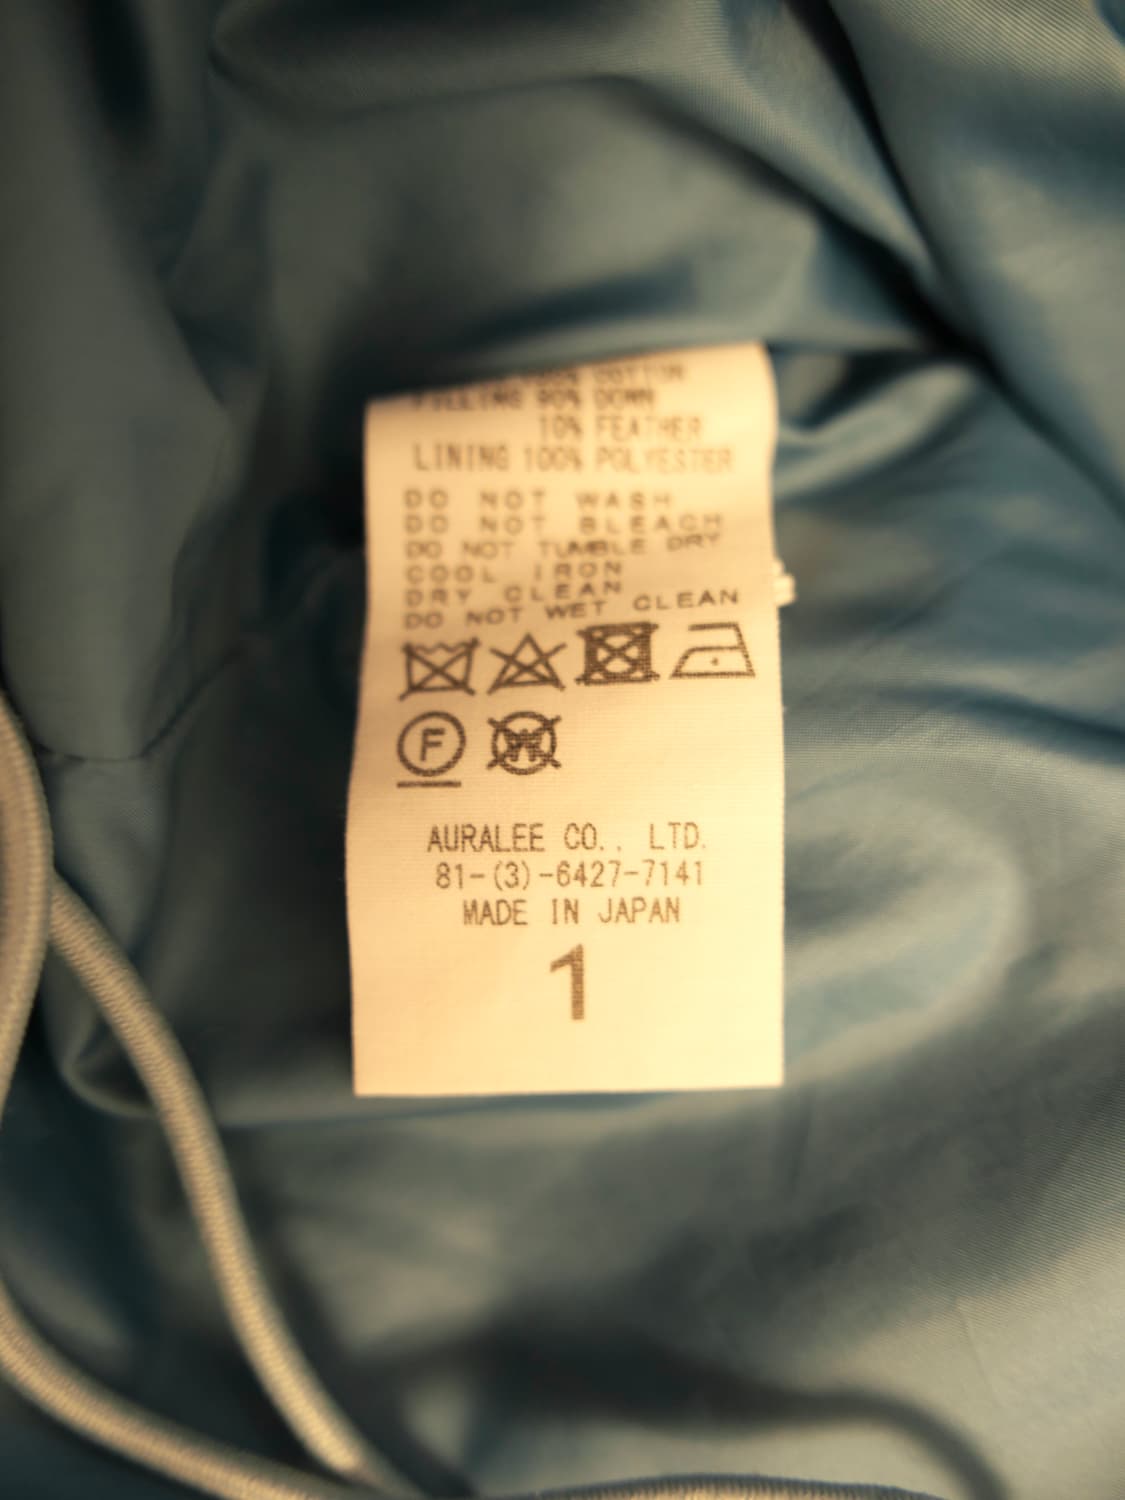 COTTON
FILLING 90% DOWN
10% FEATHER
LINING 100% POLYESTER
DO NOT WASH
DO NOT BLEACH
DO NOT TUMBLE DRY
COOL IRON
DRY CLEAN
DO NOT WET CLEAN
F W
AURALEE CO., LTD.
81-(3)-6427-7141
MADE IN JAPAN
1